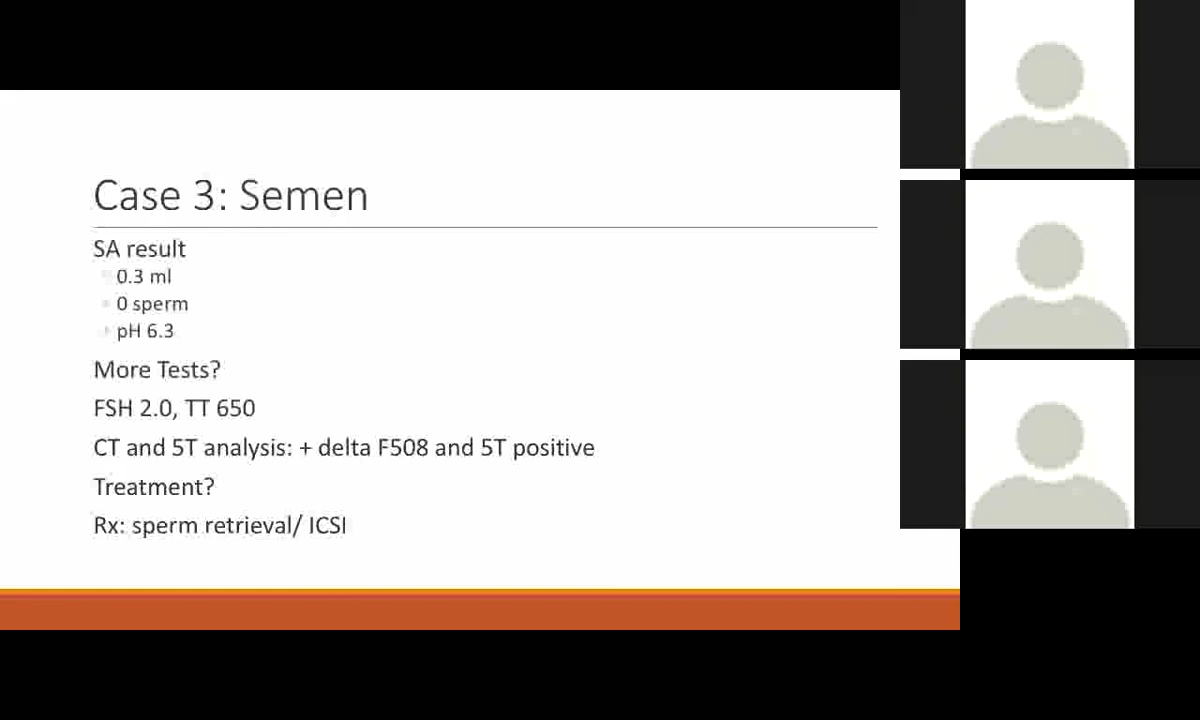 Case 3: Semen
SA result
0.3 ml
0 sperm
pH 6.3
More Tests?
FSH 2.0, TT 650
CT and 5T analysis: + delta F508 and 5T positive
Treatment?
Rx: sperm retrieval/ ICSI